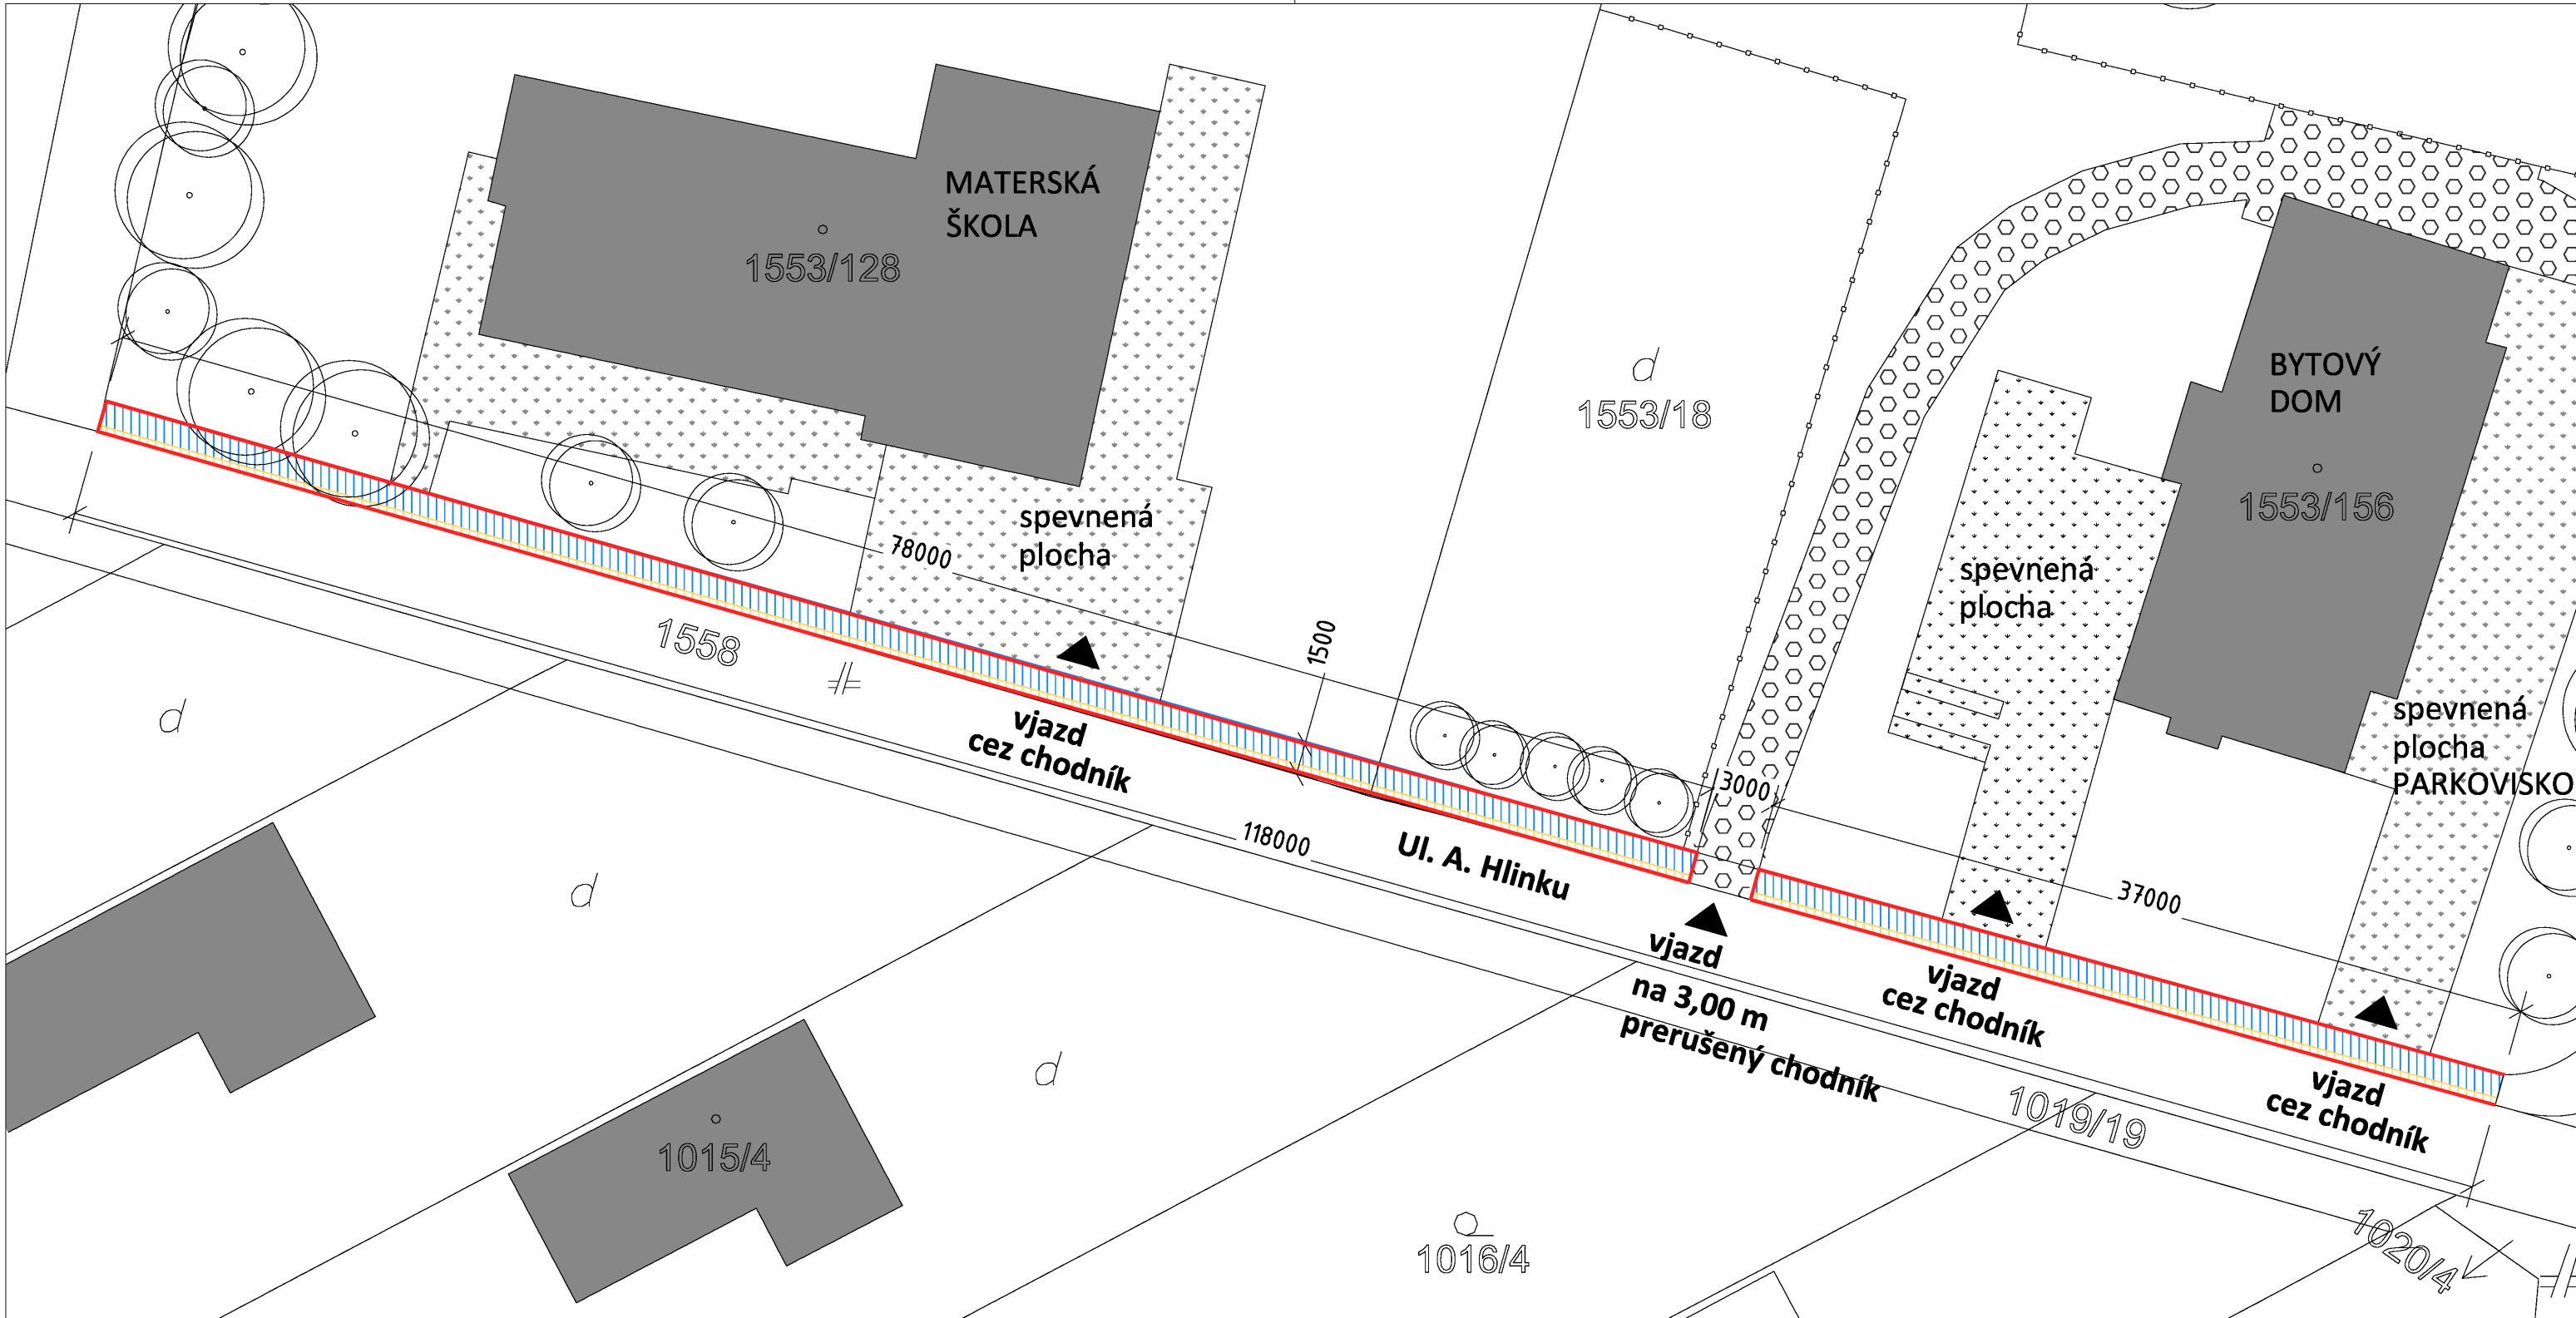 MATERSKÁ
ŠKOLA
1553/128
BYTOVÝ
DOM
1553/156
d
1553/18
spevnená
plocha
78000
spevnená
plocha
1500
1558
d
vjazd
cez chodník
spevnená
plocha
PARKOVISKO
3000
118000
Ul. A. Hlinku
37000
d
vjazd
na 3,00 m
prerušený chodník
vjazd
cez chodník
d
vjazd
cez chodník
1019/19
1015/4
1016/4
1020/4